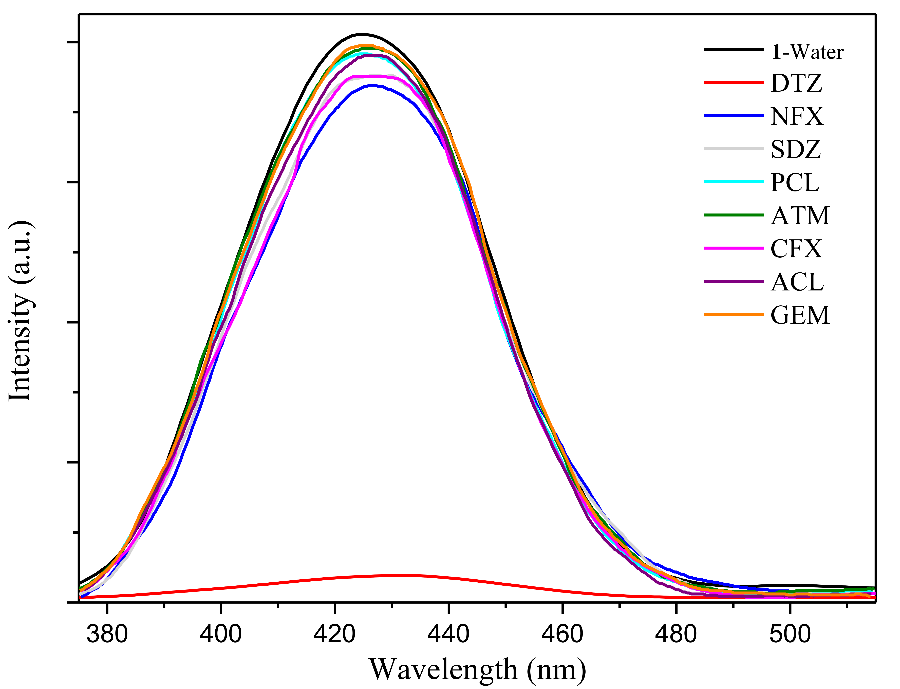 1-Water
DTZ
NFX
SDZ
PCL
ATM
CFX
ACL
GEM
Intensity (a.u.)
380 400 420 440 460 480 500
Wavelength (nm)